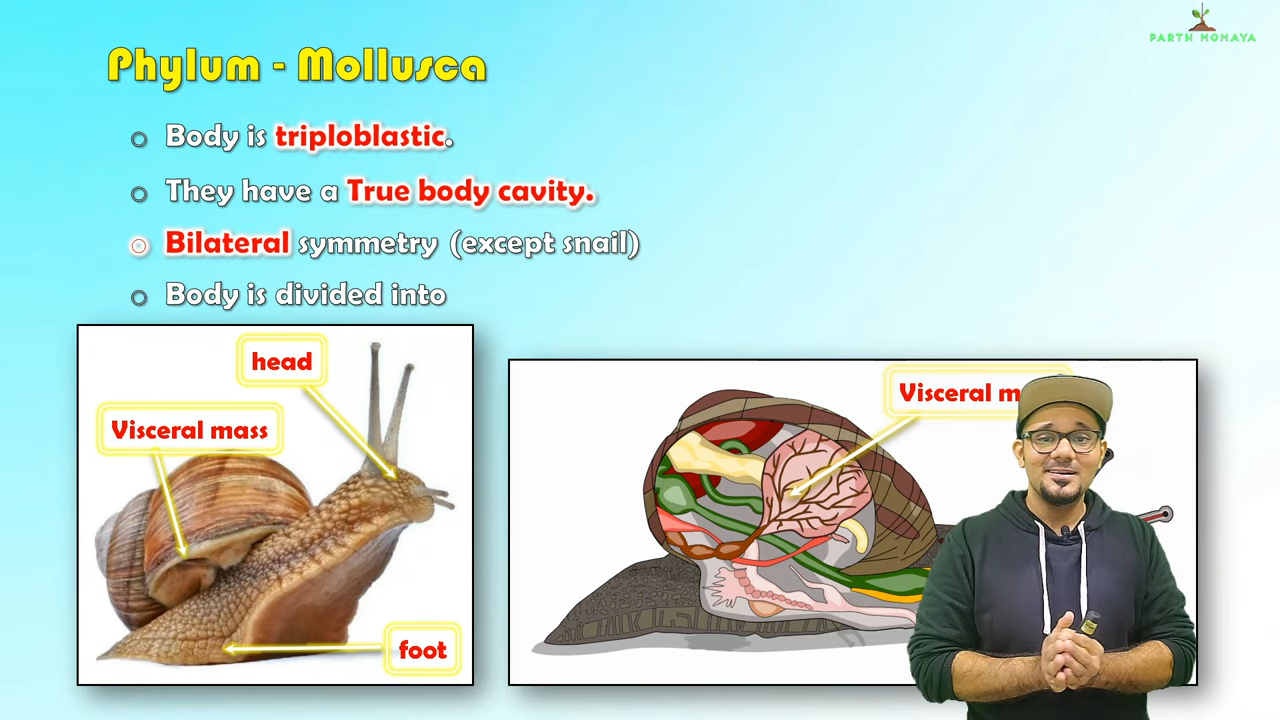 PARTH MOMAYA
Phylum - Mollusca
Body is triploblastic.
They have a True body cavity.
Bilateral symmetry (except snail)
Body is divided into
head
Visceral mass
foot
Visceral m